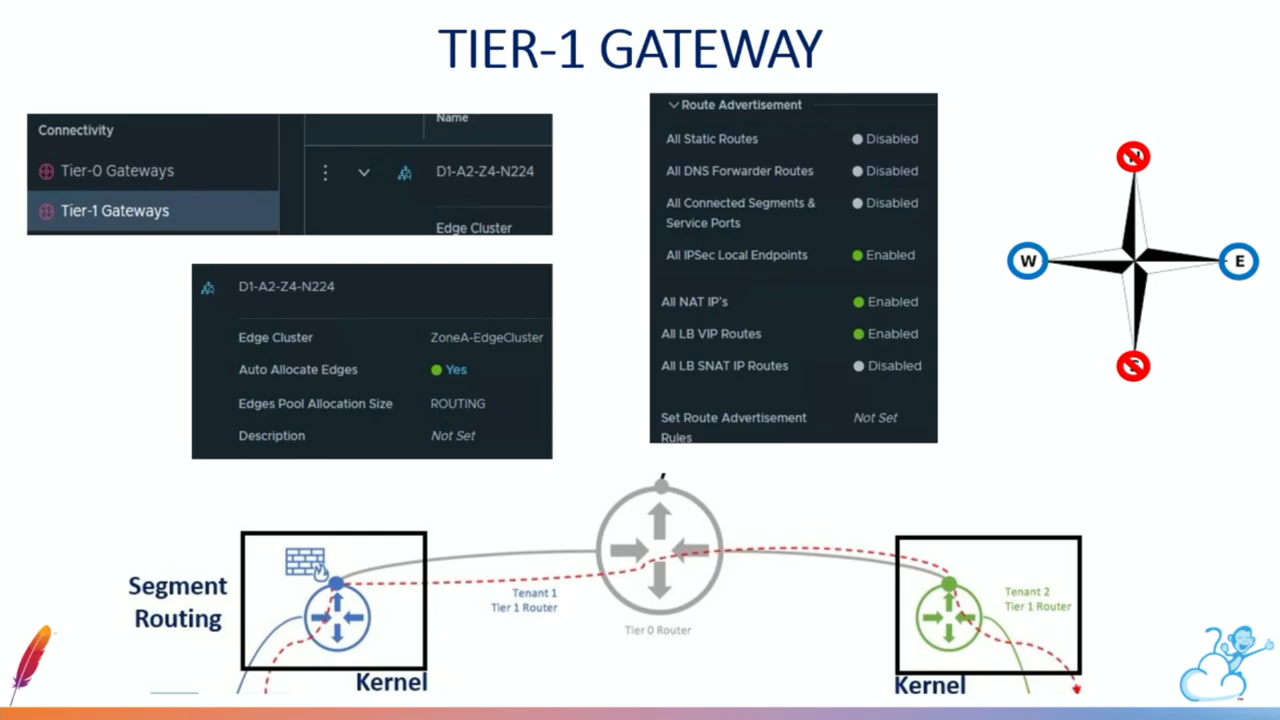 TIER-1 GATEWAY
Connectivity
Tier-0 Gateways
Tier-1 Gateways
Name
D1-A2-Z4-N224
Edge Cluster
D1-A2-Z4-N224
Edge Cluster ZoneA-EdgeCluster
Auto Allocate Edges Yes
Edges Pool Allocation Size ROUTING
Description Not Set
Route Advertisement
All Static Routes Disabled
All DNS Forwarder Routes Disabled
All Connected Segments & Disabled
Service Ports
All IPSec Local Endpoints Enabled
All NAT IP's Enabled
All LB VIP Routes Enabled
All LB SNAT IP Routes Disabled
Set Route Advertisement Not Set
Rules
W
E
Segment
Routing
Kernel
Tenant 1
Tier 1 Router
Tier 0 Router
Tenant 2
Tier 1 Router
Kernel